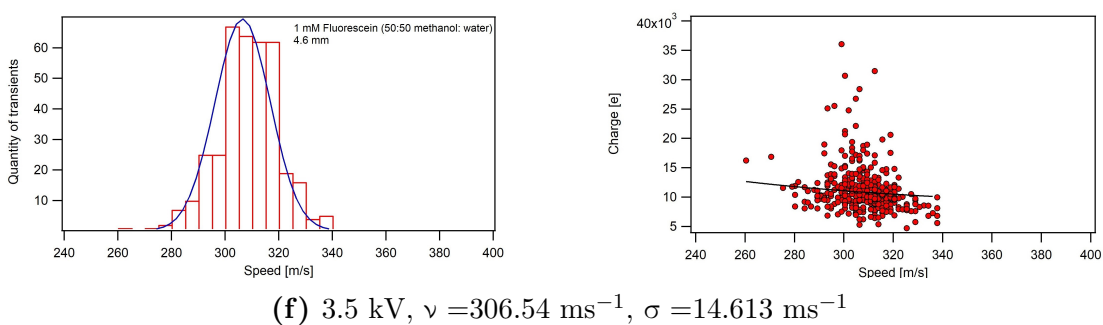 1 mM Fluorescein (50:50 methanol: water)
4.6 mm
Quantity of transients
60
50
40
30
20
10
240 260 280 300 320 340 360 380 400
Speed [m/s]
40x10³
35
30
25
20
15
10
5
Charge [e]
240 260 280 300 320 340 360 380 400
Speed [m/s]
(f) 3.5 kV, ν =306.54 ms⁻¹, σ =14.613 ms⁻¹